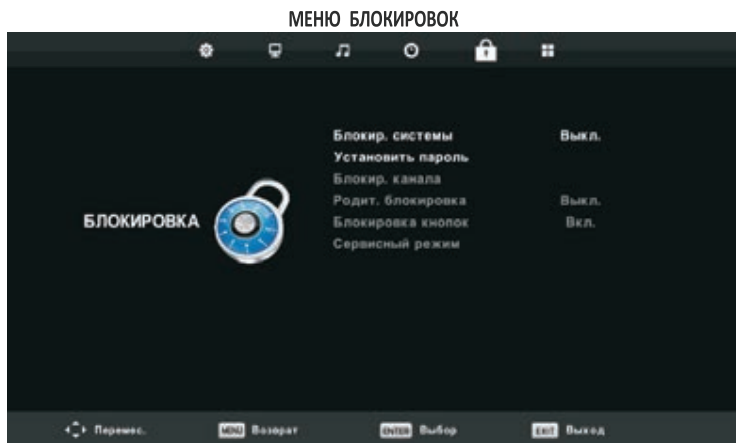 МЕНЮ БЛОКИРОВОК
Блокир. системы Выкл.
Установить пароль
Блокир. канала
Родит. блокировка Выкл.
Блокировка кнопок Вкл.
Сервисный режим
БЛОКИРОВКА
Перемес. MENU Возврат ENTER Выбор EXIT Выход